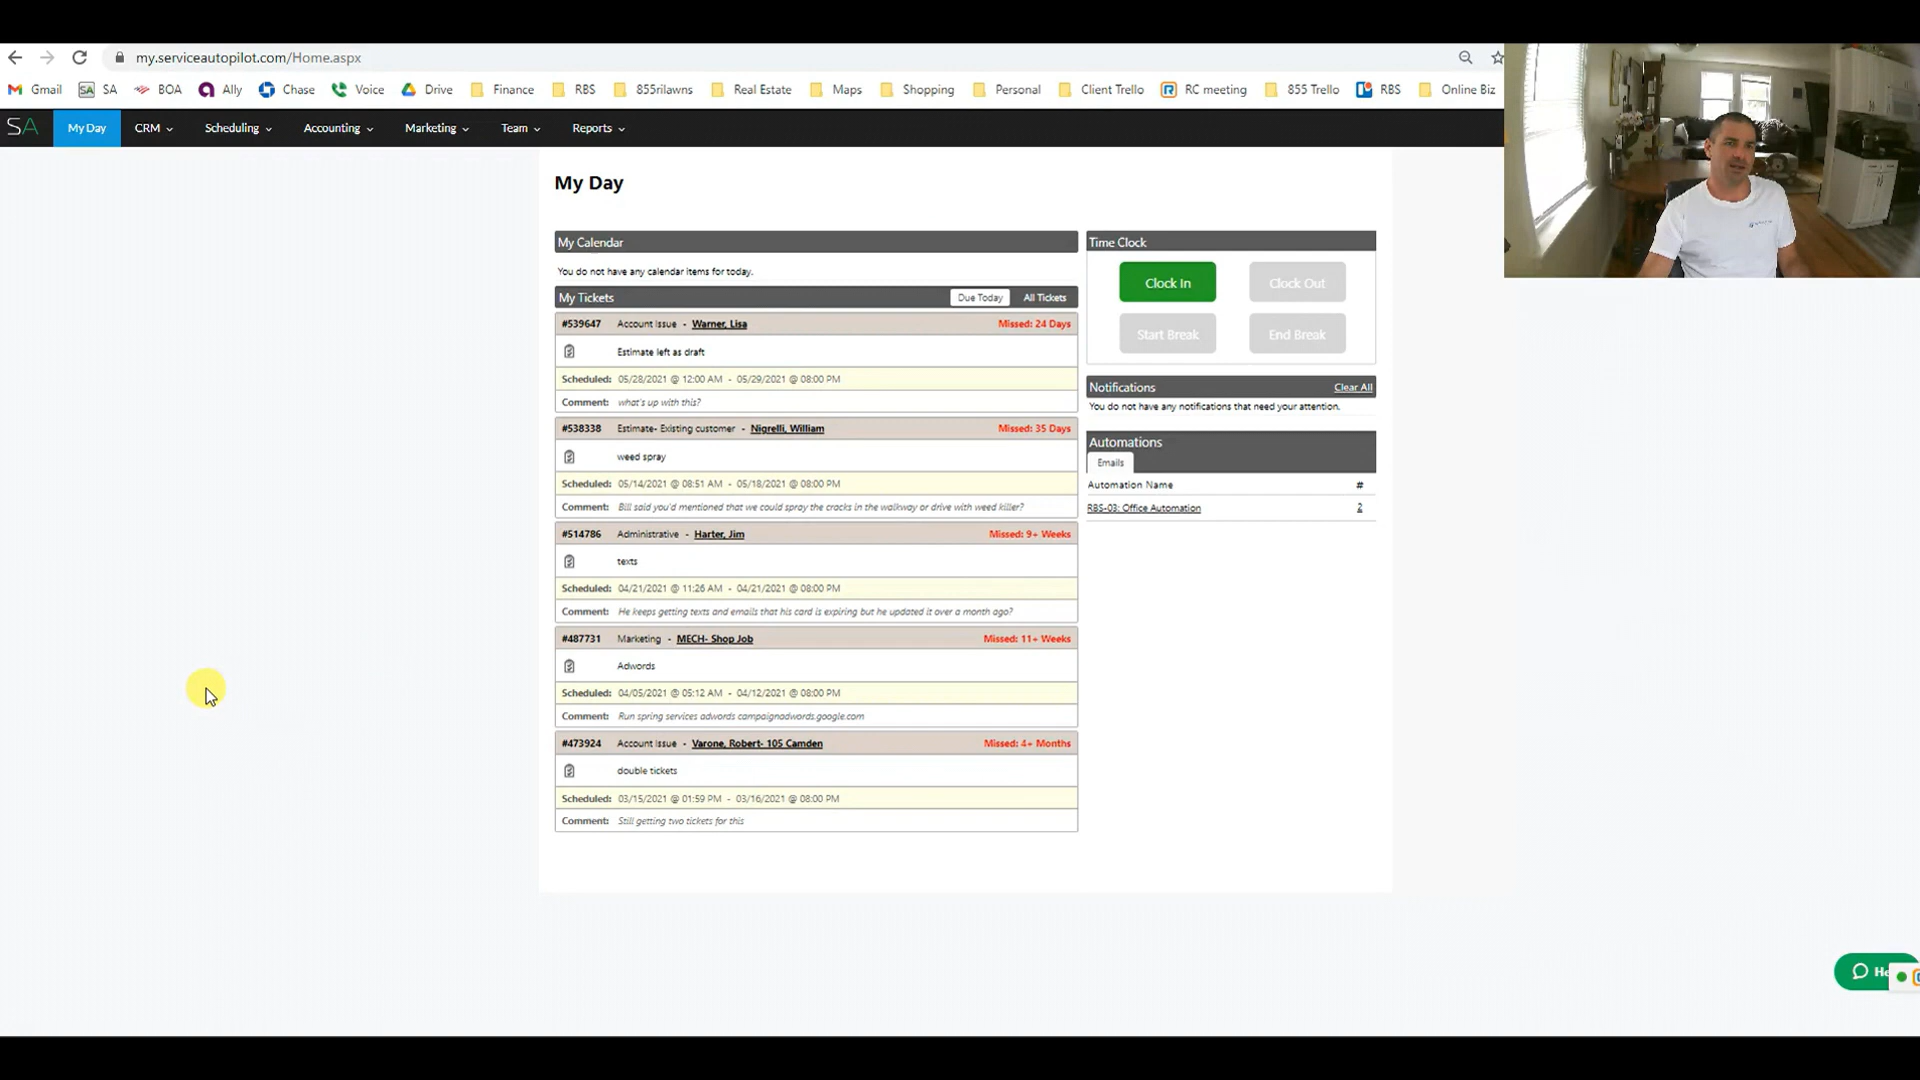 my.serviceautopilot.com/Home.aspx
Gmail SA SA BOA Ally Chase Voice Drive Finance RBS 855rilawns Real Estate Maps Shopping Personal Client Trello RC meeting 855 Trello RBS Online Biz
SA My Day CRM Scheduling Accounting Marketing Team Reports
My Day
My Calendar
You do not have any calendar items for today.
My Tickets Due Today All Tickets
#539647 Account Issue - Warner, Lisa Missed: 24 Days
Estimate left as draft
Scheduled: 05/28/2021 @ 12:00 AM - 05/29/2021 @ 08:00 PM
Comment: what's up with this?
#538338 Estimate- Existing customer - Nigrelli, William Missed: 35 Days
weed spray
Scheduled: 05/14/2021 @ 08:51 AM - 05/18/2021 @ 08:00 PM
Comment: Bill said you'd mentioned that we could spray the cracks in the walkway or drive with weed killer?
#514786 Administrative - Harter, Jim Missed: 9+ Weeks
texts
Scheduled: 04/21/2021 @ 11:26 AM - 04/21/2021 @ 08:00 PM
Comment: He keeps getting texts and emails that his card is expiring but he updated it over a month ago?
#487731 Marketing - MECH- Shop Job Missed: 11+ Weeks
Adwords
Scheduled: 04/05/2021 @ 05:12 AM - 04/12/2021 @ 08:00 PM
Comment: Run spring services adwords campaignadwords.google.com
#473924 Account Issue - Varone, Robert- 105 Camden Missed: 4+ Months
double tickets
Scheduled: 03/15/2021 @ 01:59 PM - 03/16/2021 @ 08:00 PM
Comment: Still getting two tickets for this
Time Clock
Clock In Clock Out
Start Break End Break
Notifications Clear All
You do not have any notifications that need your attention.
Automations
Emails
Automation Name #
RBS-03: Office Automation 2
He